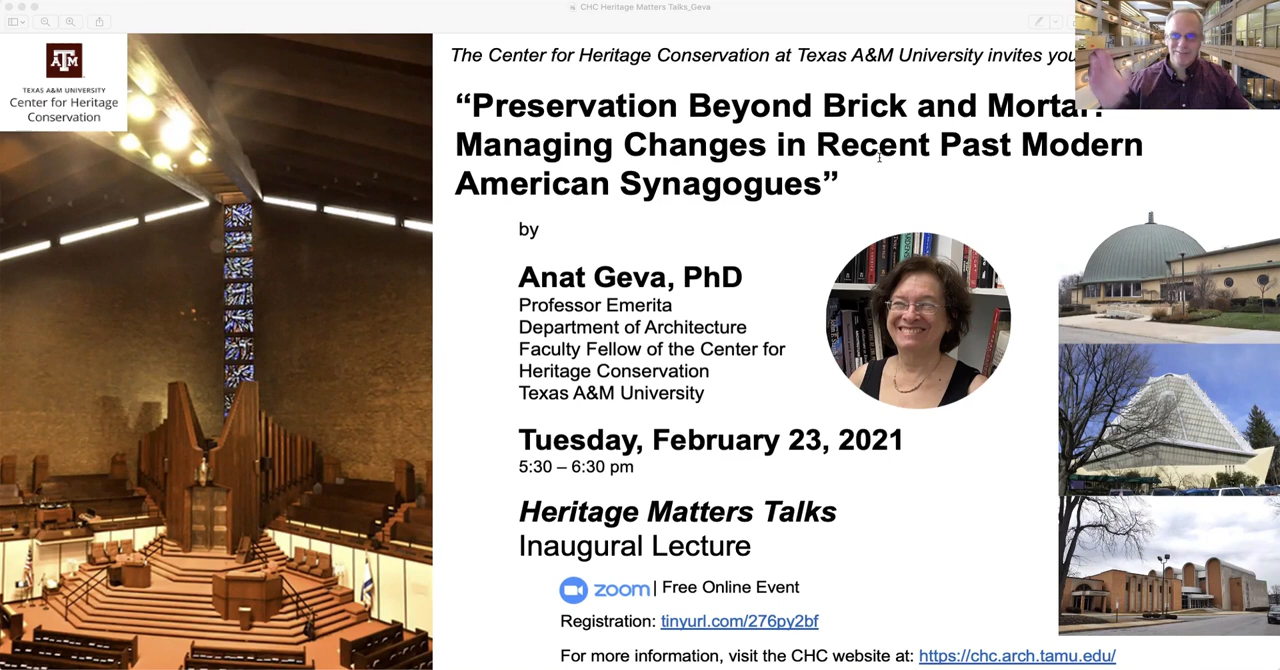 CHC Heritage Matters Talks_Geva
ATM
TEXAS A&M UNIVERSITY
Center for Heritage
Conservation
The Center for Heritage Conservation at Texas A&M University invites you
“Preservation Beyond Brick and Mortar:
Managing Changes in Recent Past Modern
American Synagogues”
by
Anat Geva, PhD
Professor Emerita
Department of Architecture
Faculty Fellow of the Center for
Heritage Conservation
Texas A&M University
Tuesday, February 23, 2021
5:30 – 6:30 pm
Heritage Matters Talks
Inaugural Lecture
zoom | Free Online Event
Registration: tinyurl.com/276py2bf
For more information, visit the CHC website at: https://chc.arch.tamu.edu/